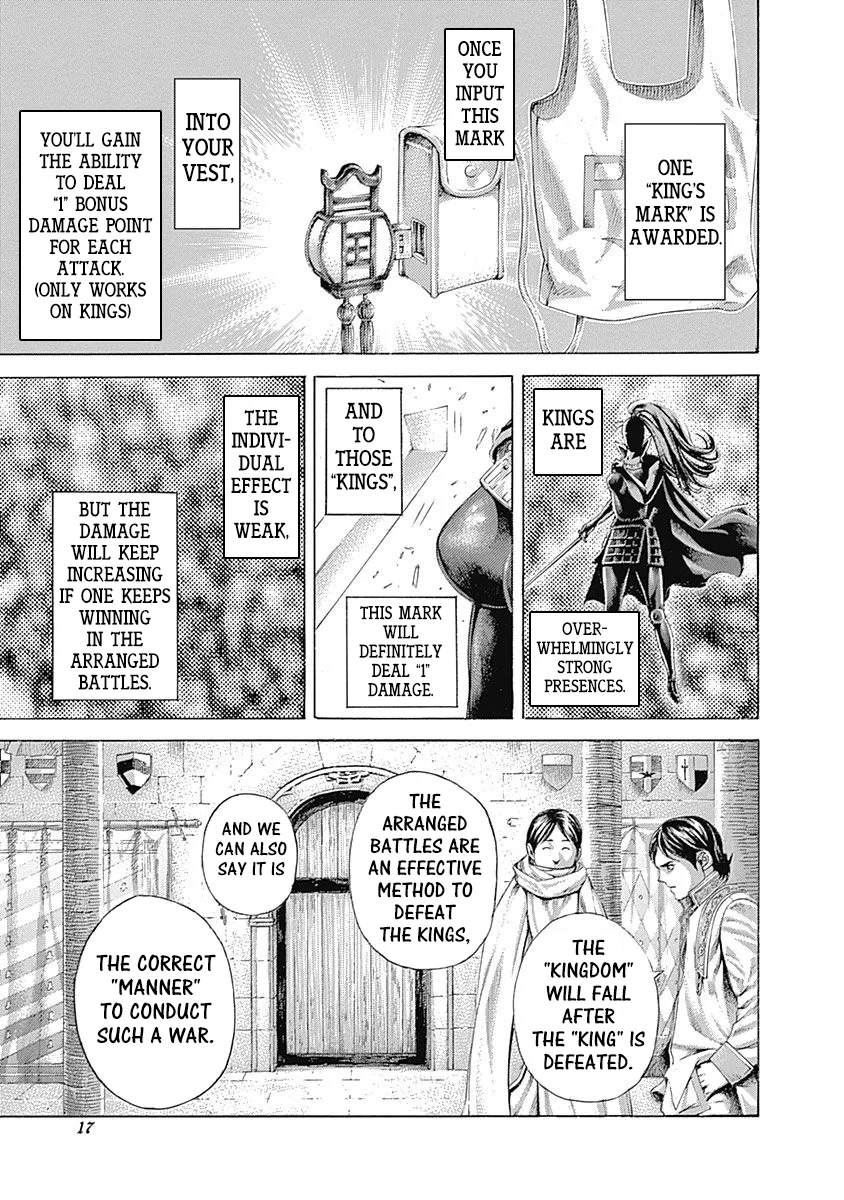 ONE
"KING'S
MARK" IS
AWARDED.
ONCE
YOU
INPUT
THIS
MARK
INTO
YOUR
VEST,
YOU'LL GAIN
THE ABILITY
TO DEAL
"1" BONUS
DAMAGE POINT
FOR EACH
ATTACK.
(ONLY WORKS
ON KINGS)
王
KINGS
ARE
OVER-
WHELMINGLY
STRONG
PRESENCES.
AND
TO
THOSE
"KINGS",
THIS MARK
WILL
DEFINITELY
DEAL "1"
DAMAGE.
THE
INDIVI-
DUAL
EFFECT
IS
WEAK,
BUT THE
DAMAGE
WILL KEEP
INCREASING
IF ONE KEEPS
WINNING
IN THE
ARRANGED
BATTLES.
THE
"KINGDOM"
WILL FALL
AFTER
THE "KING" IS
DEFEATED.
THE
ARRANGED
BATTLES ARE
AN EFFECTIVE
METHOD TO
DEFEAT
THE KINGS,
AND WE
CAN ALSO
SAY IT IS
THE CORRECT
"MANNER"
TO CONDUCT
SUCH A WAR.
17